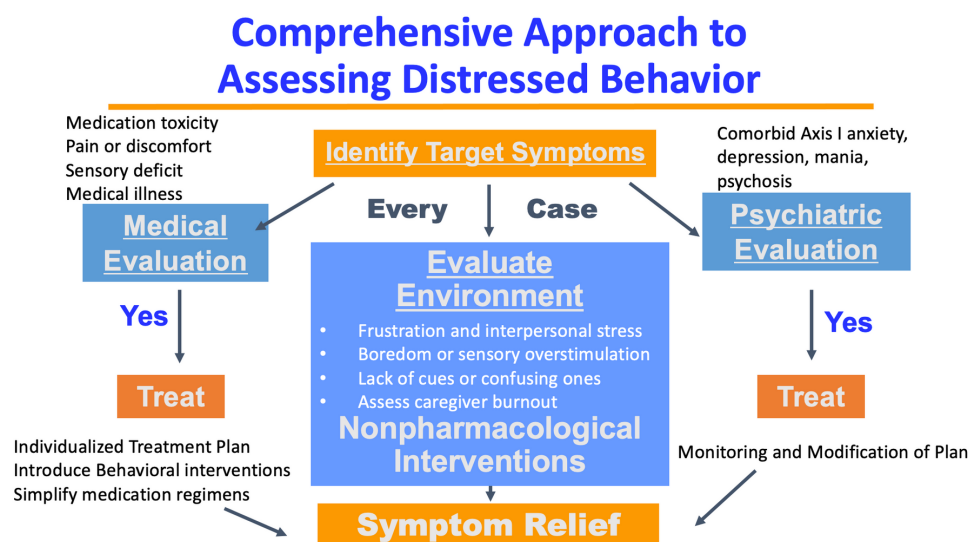 Comprehensive Approach to
Assessing Distressed Behavior
Medication toxicity
Pain or discomfort
Sensory deficit
Medical illness
Identify Target Symptoms
Comorbid Axis I anxiety,
depression, mania,
psychosis
Every Case
Medical
Evaluation
Psychiatric
Evaluation
Evaluate
Environment
• Frustration and interpersonal stress
• Boredom or sensory overstimulation
• Lack of cues or confusing ones
• Assess caregiver burnout
Nonpharmacological
Interventions
Yes
Treat
Individualized Treatment Plan
Introduce Behavioral interventions
Simplify medication regimens
Yes
Treat
Monitoring and Modification of Plan
Symptom Relief